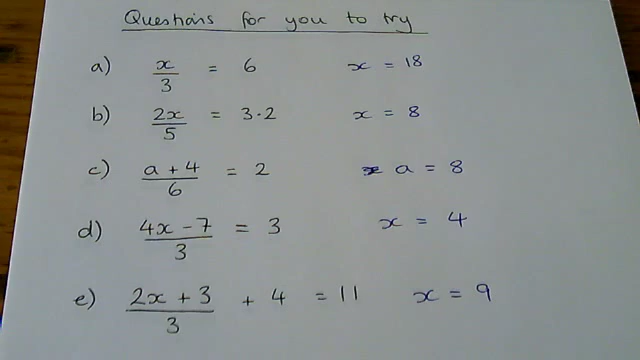 Questions for you to try
a) x/3 = 6 x = 18
b) 2x/5 = 3·2 x = 8
c) a + 4/6 = 2 a = 8
d) 4x - 7/3 = 3 x = 4
e) 2x + 3/3 + 4 = 11 x = 9